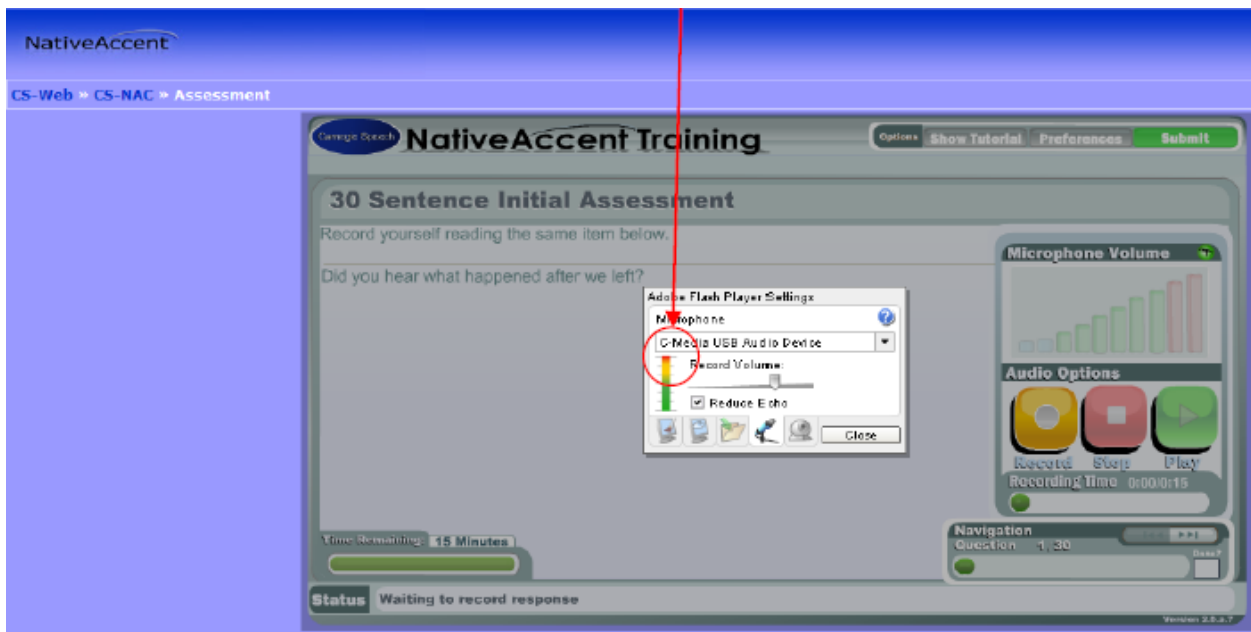 NativeAccent
CS-Web » CS-NAC » Assessment
Carnegie Speech NativeAccent Training
Options Show Tutorial Preferences Submit
30 Sentence Initial Assessment
Record yourself reading the same item below.
Did you hear what happened after we left?
Adobe Flash Player Settings
Microphone
C-Media USB Audio Device
Record Volume:
Reduce Echo
Close
Microphone Volume
Audio Options
Record Stop Play
Recording Time 0:00/0:15
Time Remaining: 15 Minutes
Navigation
Question 1, 30
Done?
Status Waiting to record response